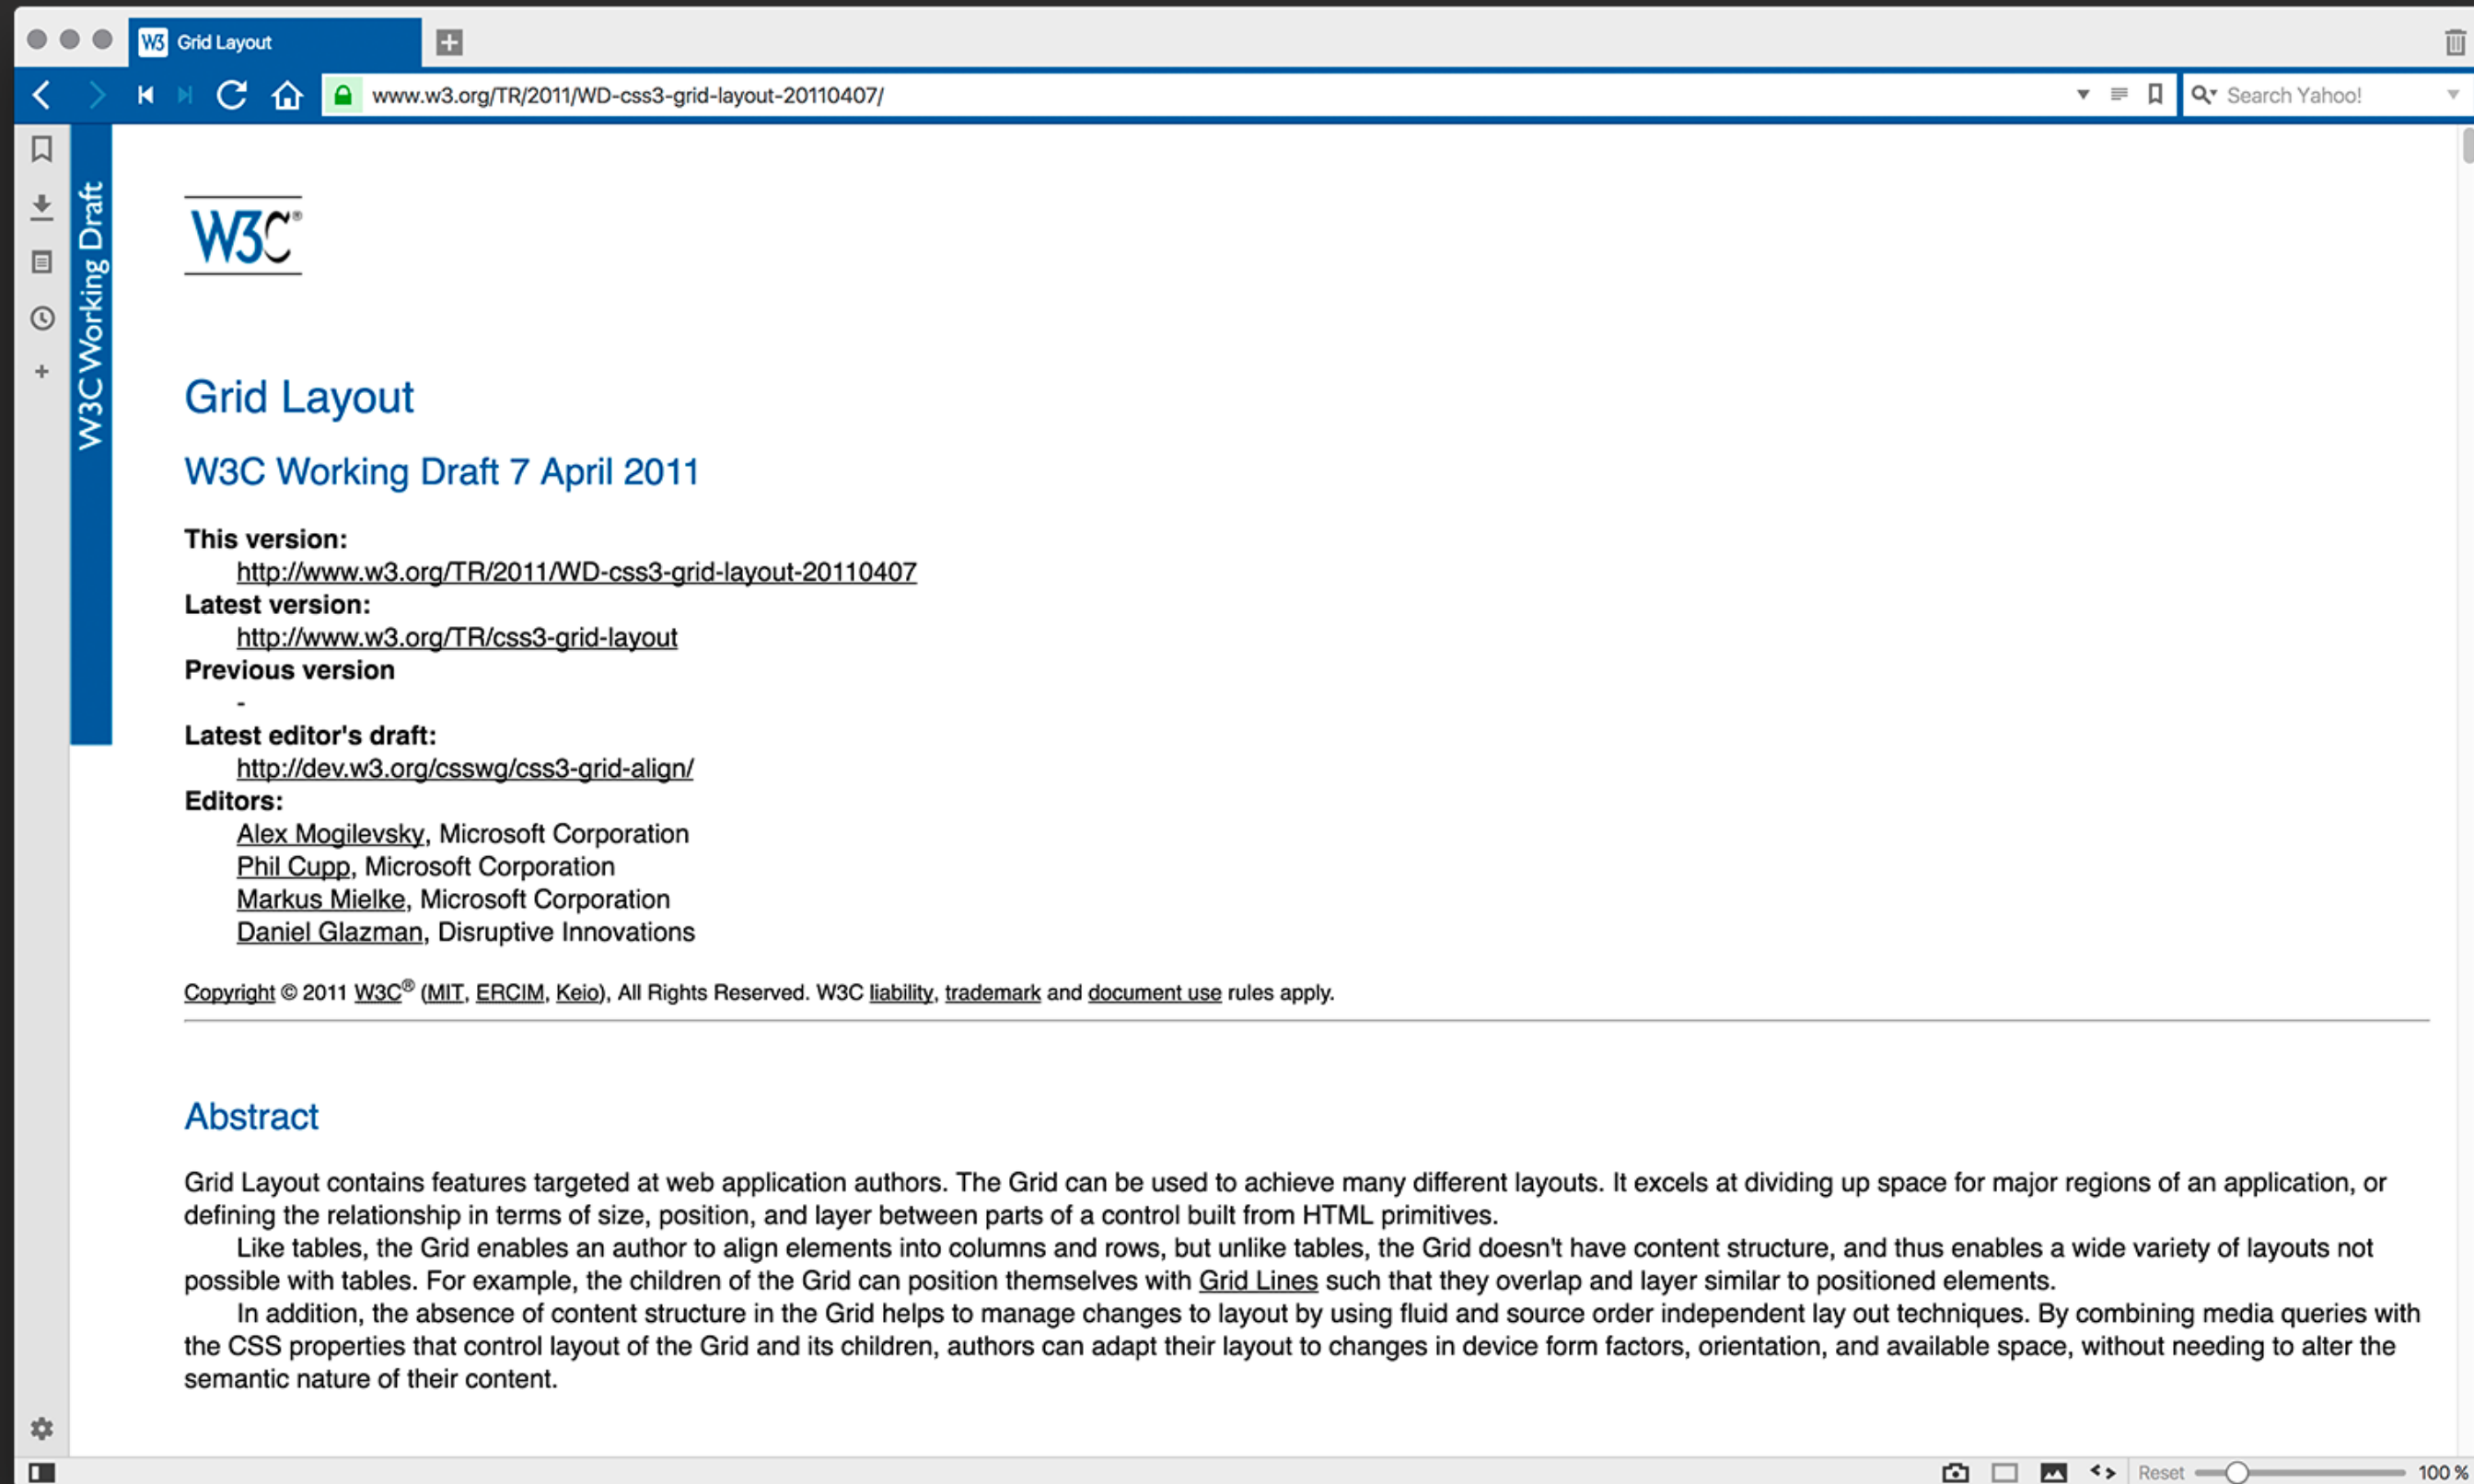 W3 Grid Layout
www.w3.org/TR/2011/WD-css3-grid-layout-20110407/
Search Yahoo!
W3C Working Draft
W3C®
Grid Layout
W3C Working Draft 7 April 2011
This version:
http://www.w3.org/TR/2011/WD-css3-grid-layout-20110407
Latest version:
http://www.w3.org/TR/css3-grid-layout
Previous version
-
Latest editor's draft:
http://dev.w3.org/csswg/css3-grid-align/
Editors:
Alex Mogilevsky, Microsoft Corporation
Phil Cupp, Microsoft Corporation
Markus Mielke, Microsoft Corporation
Daniel Glazman, Disruptive Innovations
Copyright © 2011 W3C® (MIT, ERCIM, Keio), All Rights Reserved. W3C liability, trademark and document use rules apply.
Abstract
Grid Layout contains features targeted at web application authors. The Grid can be used to achieve many different layouts. It excels at dividing up space for major regions of an application, or
defining the relationship in terms of size, position, and layer between parts of a control built from HTML primitives.
Like tables, the Grid enables an author to align elements into columns and rows, but unlike tables, the Grid doesn't have content structure, and thus enables a wide variety of layouts not
possible with tables. For example, the children of the Grid can position themselves with Grid Lines such that they overlap and layer similar to positioned elements.
In addition, the absence of content structure in the Grid helps to manage changes to layout by using fluid and source order independent lay out techniques. By combining media queries with
the CSS properties that control layout of the Grid and its children, authors can adapt their layout to changes in device form factors, orientation, and available space, without needing to alter the
semantic nature of their content.
Reset 100 %